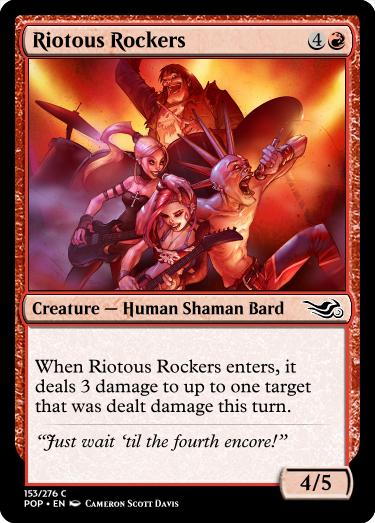 Riotous Rockers 4
Creature — Human Shaman Bard
When Riotous Rockers enters, it
deals 3 damage to up to one target
that was dealt damage this turn.
“Just wait ‘til the fourth encore!”
4/5
153/276 C
POP • EN Cameron Scott Davis